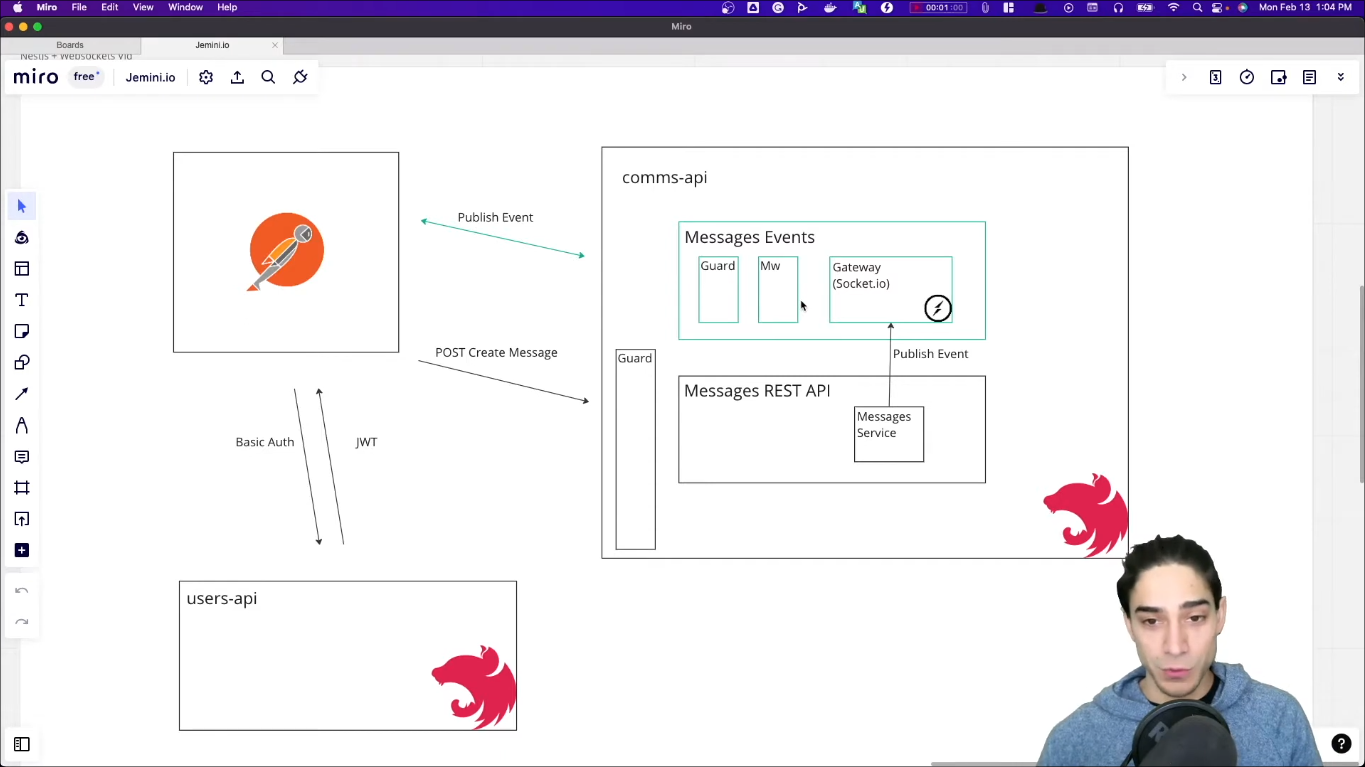 Miro File Edit View Window Help
00:01:00
Mon Feb 13 1:04 PM
Miro
Boards
Jemini.io
NestJS + Websockets Vid
miro
free
Jemini.io
3
comms-api
Publish Event
Messages Events
Guard
Mw
Gateway
(Socket.io)
POST Create Message
Guard
Publish Event
Messages REST API
Messages
Service
Basic Auth
JWT
users-api
?